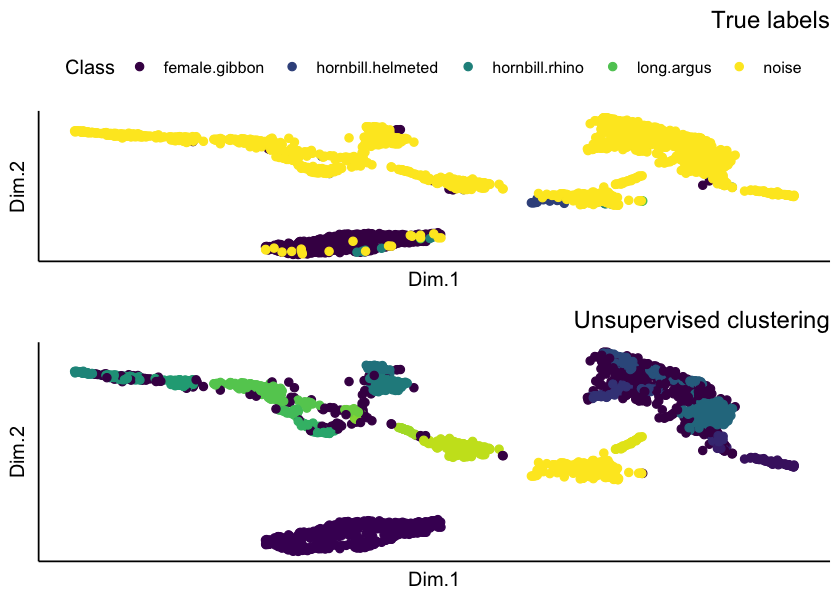 True labels
Class female.gibbon hornbill.helmeted hornbill.rhino long.argus noise
Dim.2
Dim.1
Unsupervised clustering
Dim.2
Dim.1